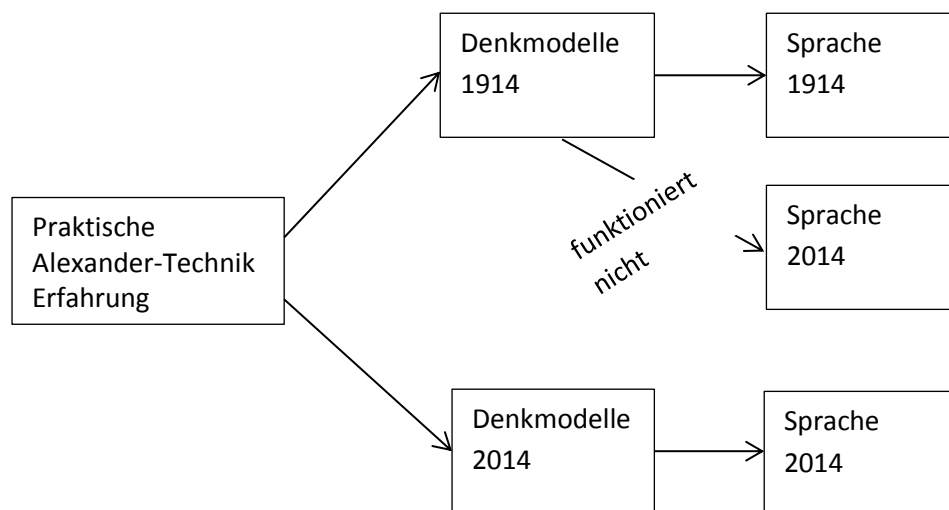 Denkmodelle
1914
Sprache
1914
Praktische
Alexander-Technik
Erfahrung
funktioniert
nicht
Sprache
2014
Denkmodelle
2014
Sprache
2014